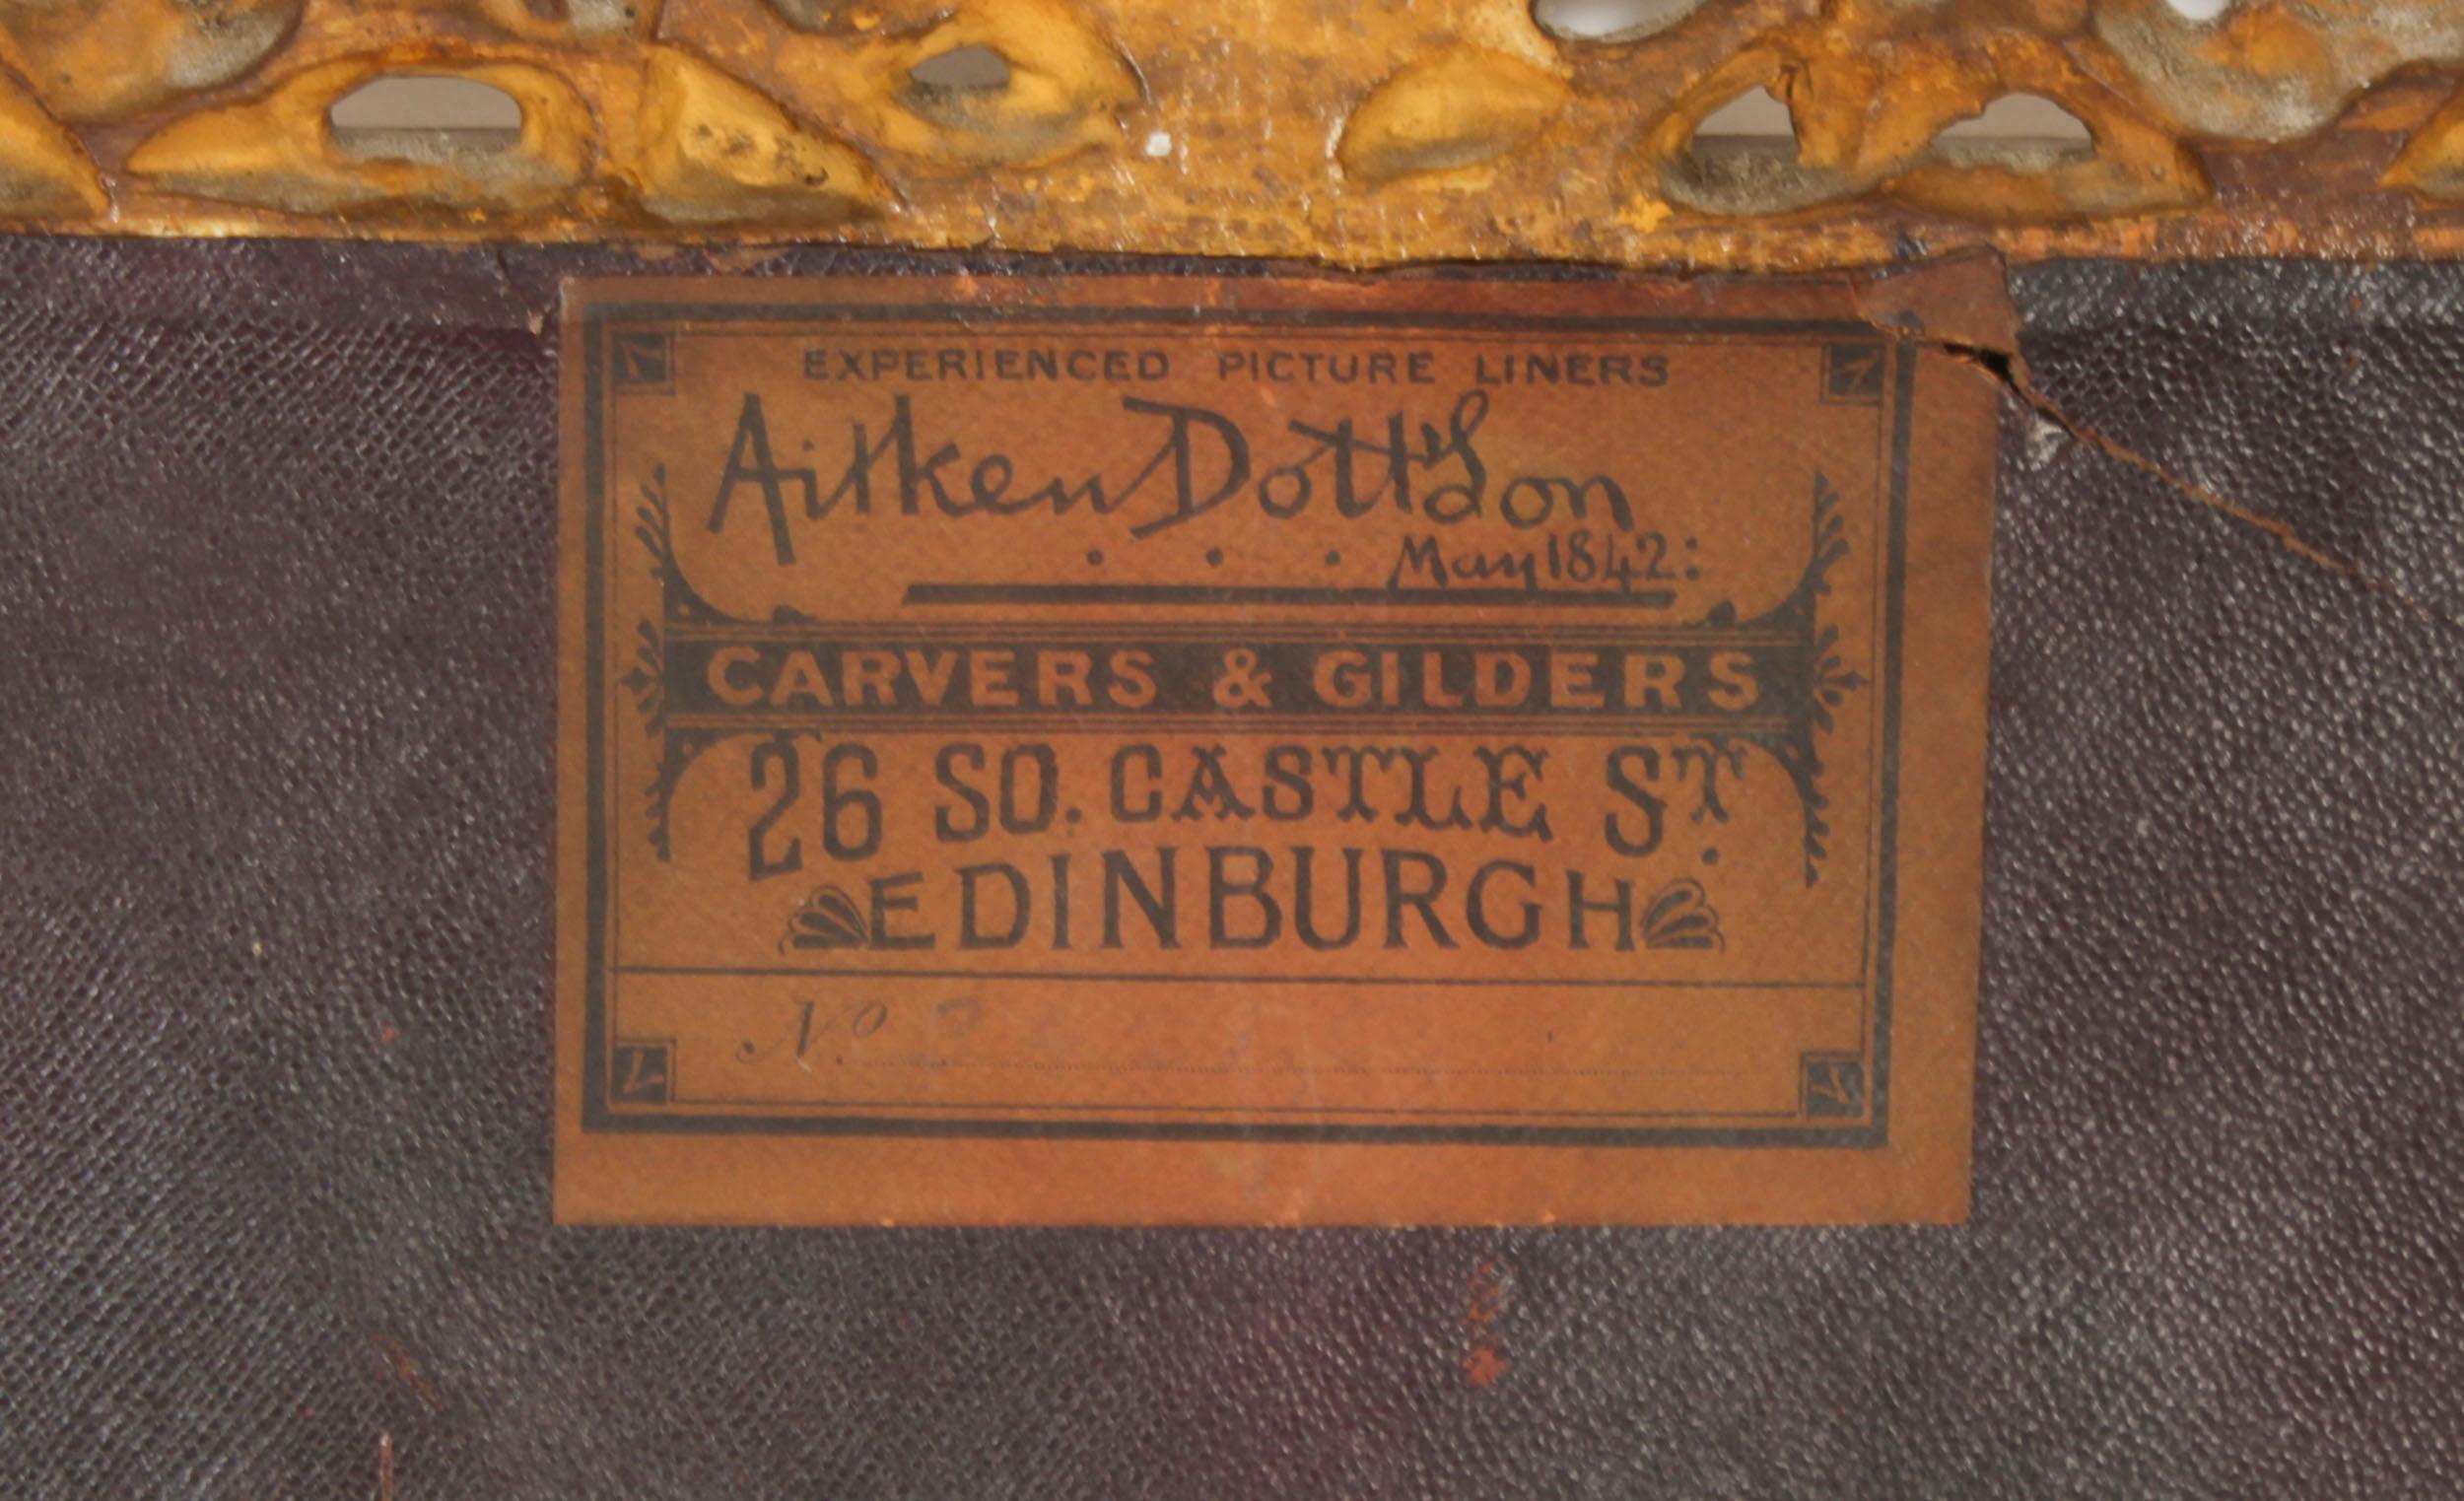 EXPERIENCED PICTURE LINERS
Aitken Dott & Son
May 1842:
CARVERS & GILDERS
26 SO. CASTLE ST.
EDINBURGH
No.